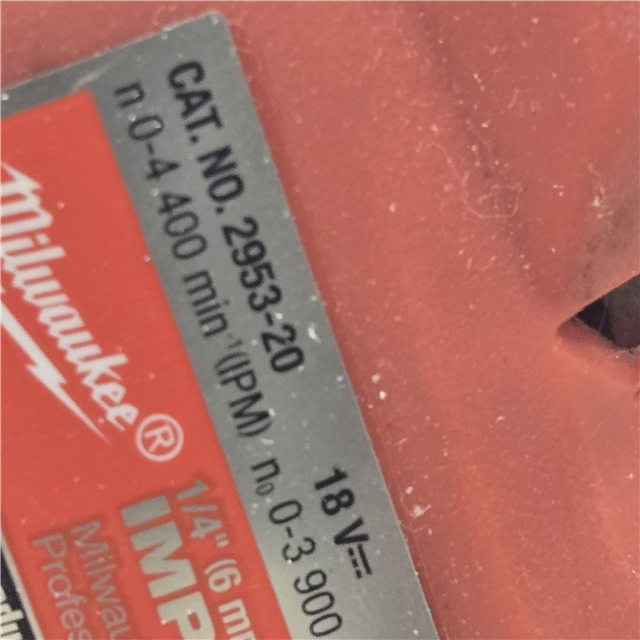 CAT. NO. 2953-20 18 V⎓
n 0-4 400 min⁻¹(IPM) n₀ 0-3 900
Milwaukee®
1/4" (6 m
IMP
Milwau
Profes